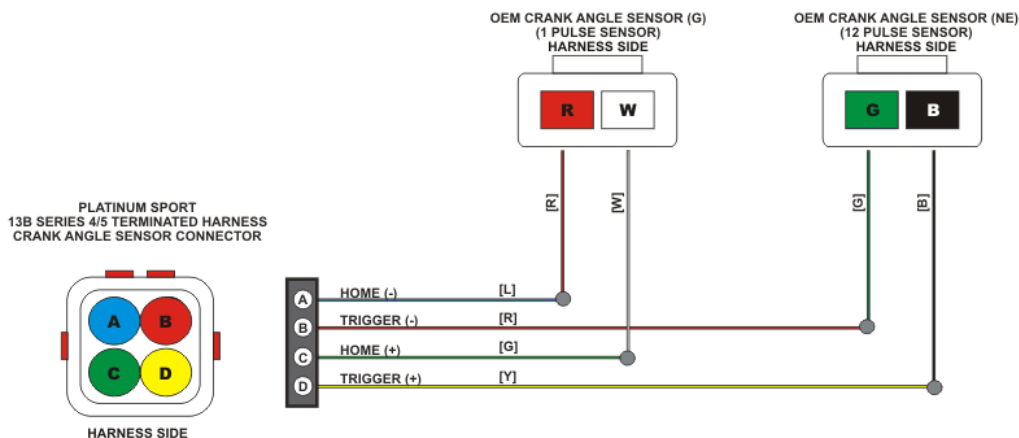 OEM CRANK ANGLE SENSOR (G)
(1 PULSE SENSOR)
HARNESS SIDE
R W
OEM CRANK ANGLE SENSOR (NE)
(12 PULSE SENSOR)
HARNESS SIDE
G B
[R] [W] [G] [B]
PLATINUM SPORT
13B SERIES 4/5 TERMINATED HARNESS
CRANK ANGLE SENSOR CONNECTOR
A B
C D
HARNESS SIDE
A HOME (-) [L]
B TRIGGER (-) [R]
C HOME (+) [G]
D TRIGGER (+) [Y]